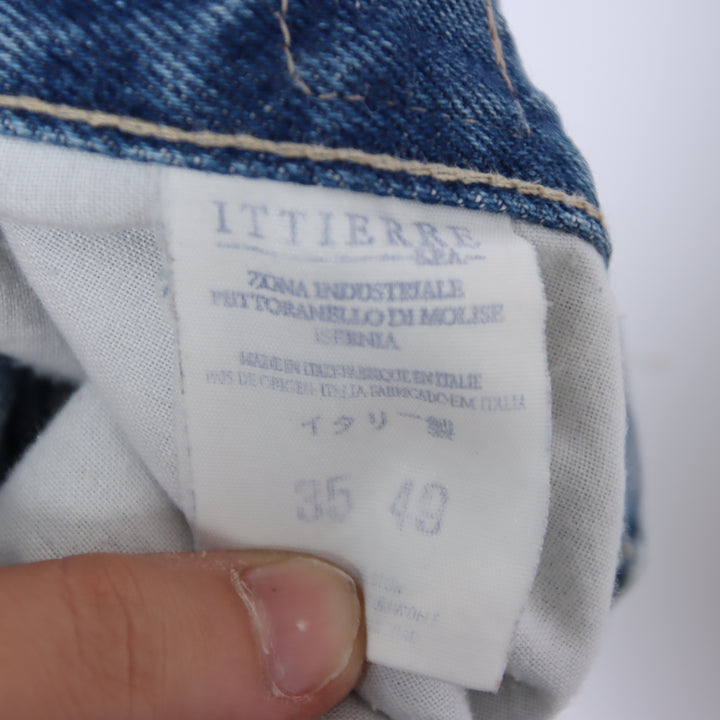 ITTIERRE
S.P.A.
ZONA INDUSTRIALE
PETTORANELLO DI MOLISE
ISERNIA
MADE IN ITALY FABRIQUE EN ITALIE
PAIS DE ORIGEN-ITALIA FABRICADO EM ITALIA
イタリー製
35 49